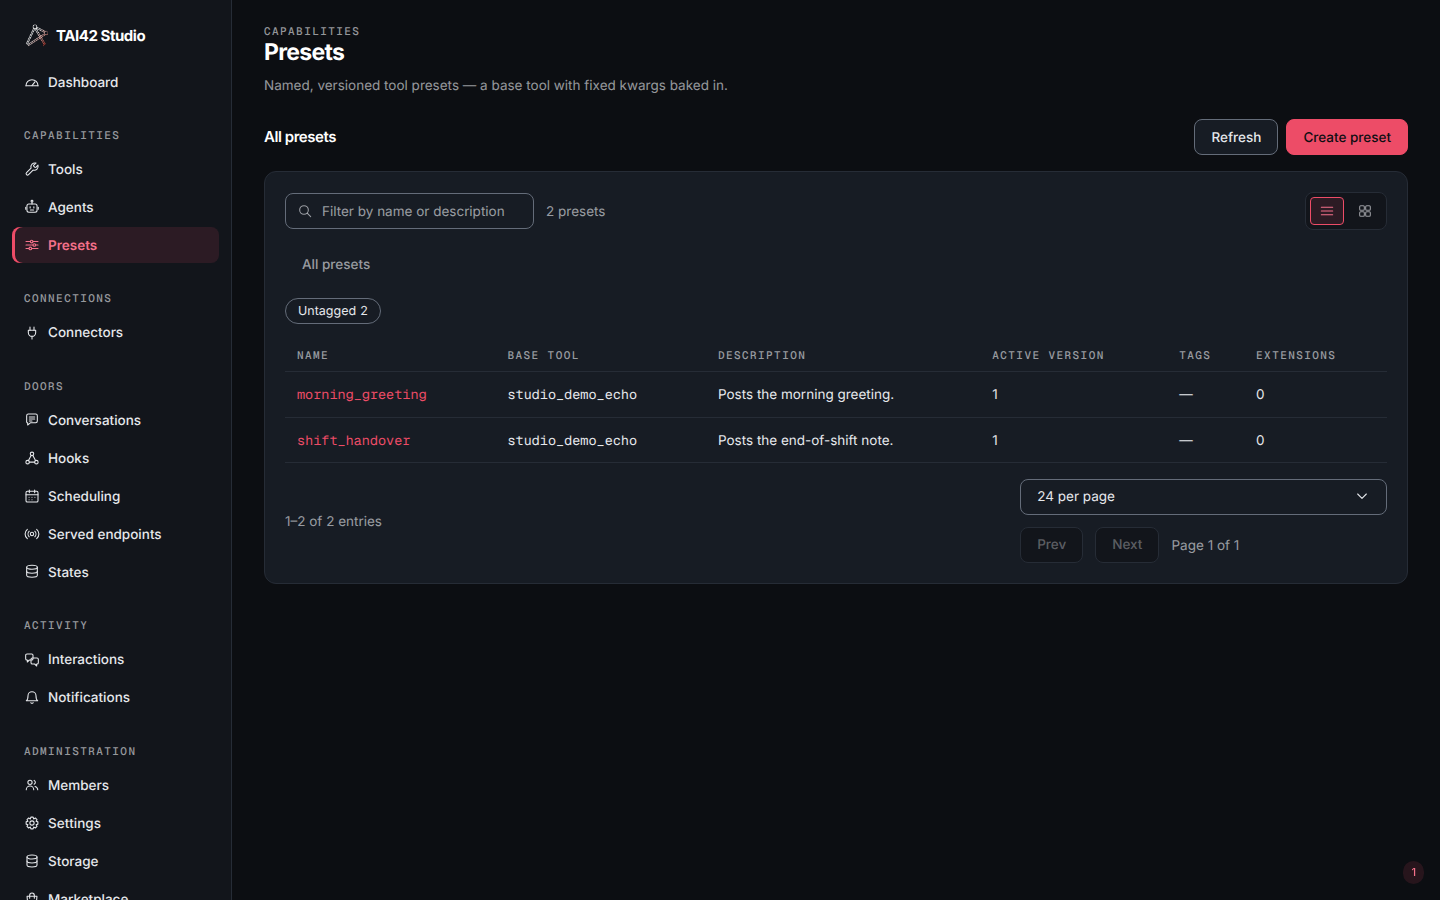 TAI42 Studio
Dashboard
CAPABILITIES
Tools
Agents
Presets
CONNECTIONS
Connectors
DOORS
Conversations
Hooks
Scheduling
Served endpoints
States
ACTIVITY
Interactions
Notifications
ADMINISTRATION
Members
Settings
Storage
Marketplace
CAPABILITIES
Presets
Named, versioned tool presets — a base tool with fixed kwargs baked in.
All presets
Refresh
Create preset
Filter by name or description
2 presets
All presets
Untagged 2
NAME BASE TOOL DESCRIPTION ACTIVE VERSION TAGS EXTENSIONS
morning_greeting studio_demo_echo Posts the morning greeting. 1 — 0
shift_handover studio_demo_echo Posts the end-of-shift note. 1 — 0
24 per page
1–2 of 2 entries
Prev Next Page 1 of 1
1